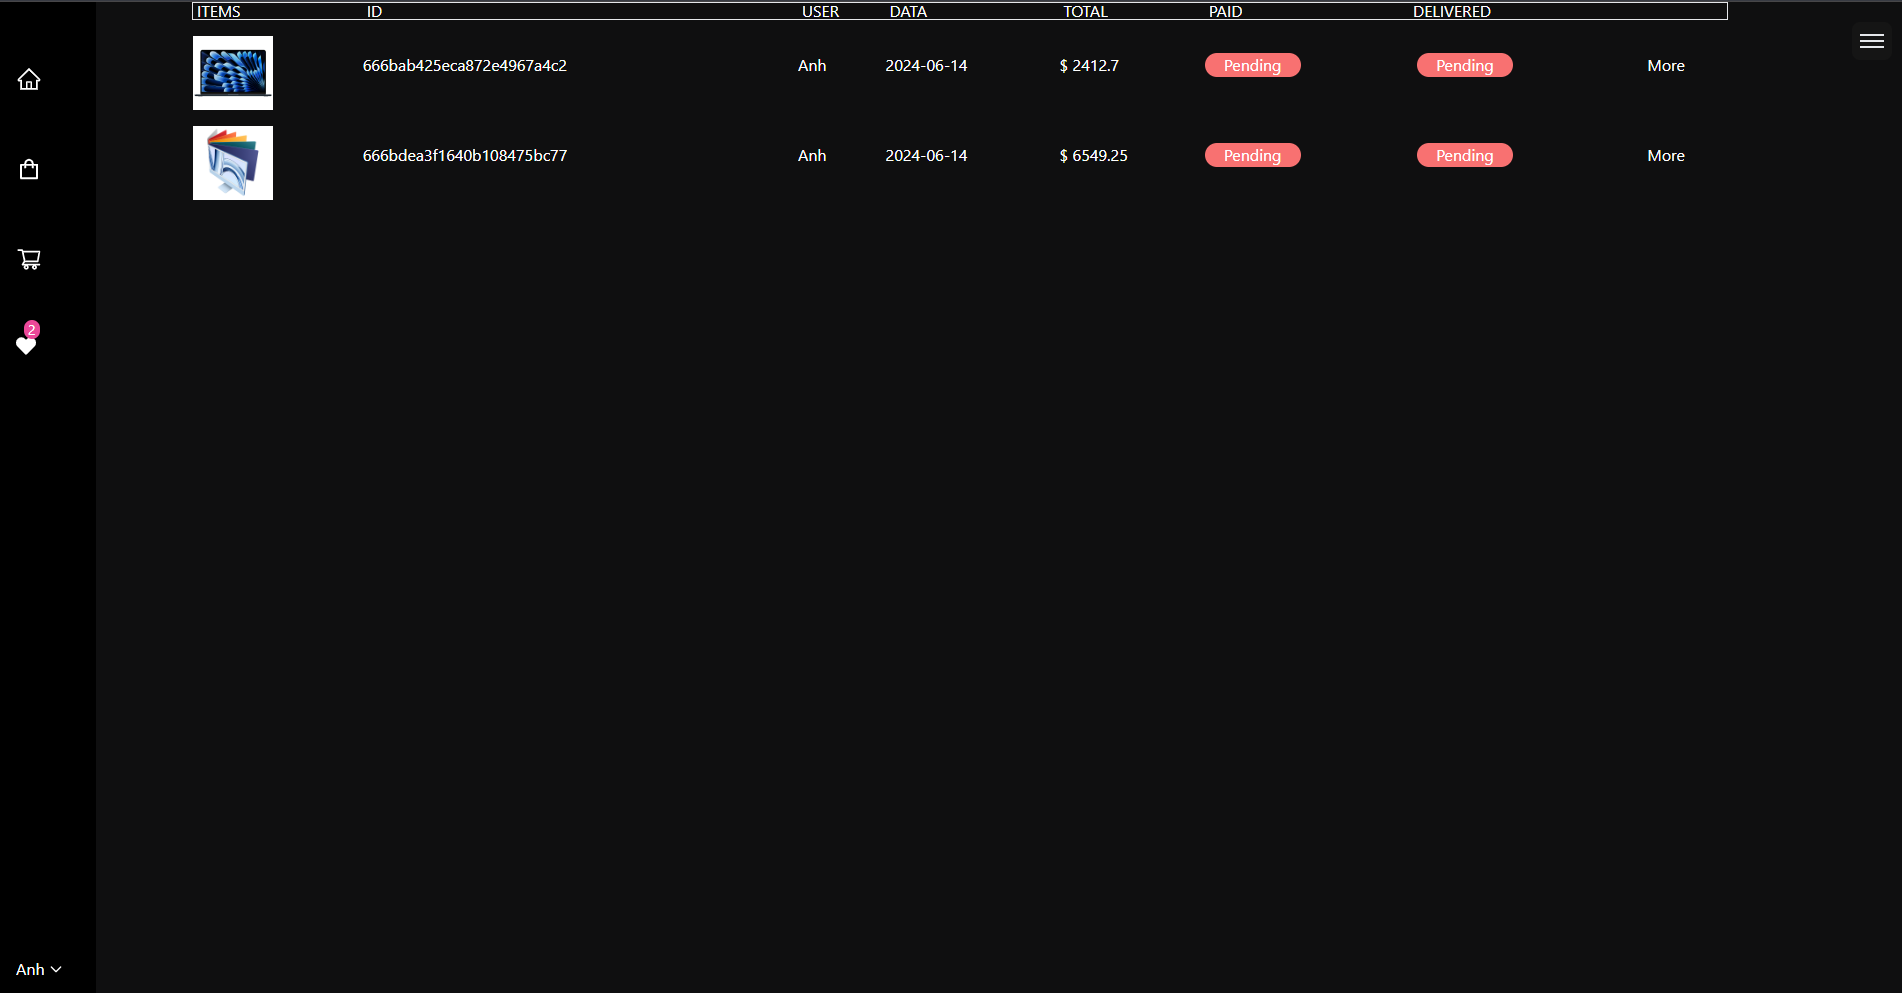 ITEMS ID USER DATA TOTAL PAID DELIVERED
666bab425eca872e4967a4c2 Anh 2024-06-14 $ 2412.7 Pending Pending More
666bdea3f1640b108475bc77 Anh 2024-06-14 $ 6549.25 Pending Pending More
2
Anh